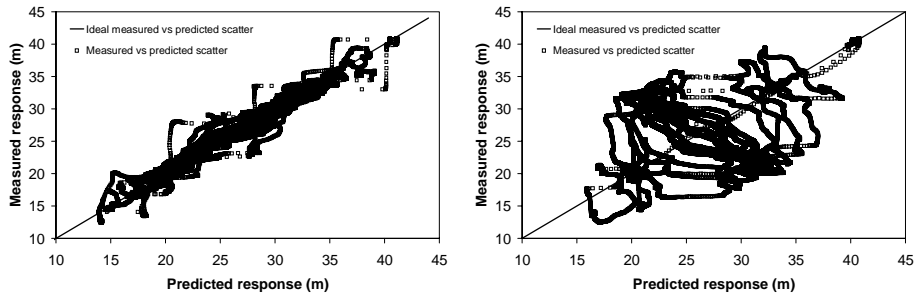 45
40
35
30
25
20
15
10
Measured response (m)
Ideal measured vs predicted scatter
Measured vs predicted scatter
10 15 20 25 30 35 40 45
Predicted response (m)
45
40
35
30
25
20
15
10
Measured response (m)
Ideal measured vs predicted scatter
Measured vs predicted scatter
10 15 20 25 30 35 40 45
Predicted response (m)